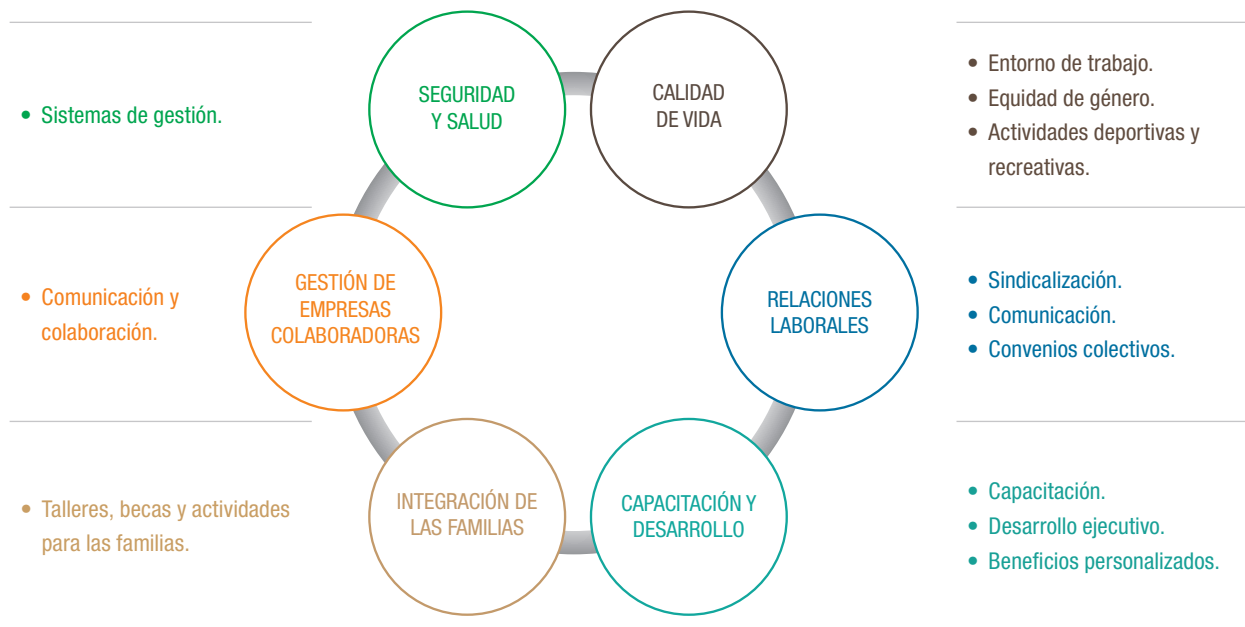 • Sistemas de gestión.
SEGURIDAD
Y SALUD
CALIDAD
DE VIDA
• Entorno de trabajo.
• Equidad de género.
• Actividades deportivas y
recreativas.
• Comunicación y
colaboración.
GESTIÓN DE
EMPRESAS
COLABORADORAS
RELACIONES
LABORALES
• Sindicalización.
• Comunicación.
• Convenios colectivos.
• Talleres, becas y actividades
para las familias.
INTEGRACIÓN DE
LAS FAMILIAS
CAPACITACIÓN Y
DESARROLLO
• Capacitación.
• Desarrollo ejecutivo.
• Beneficios personalizados.